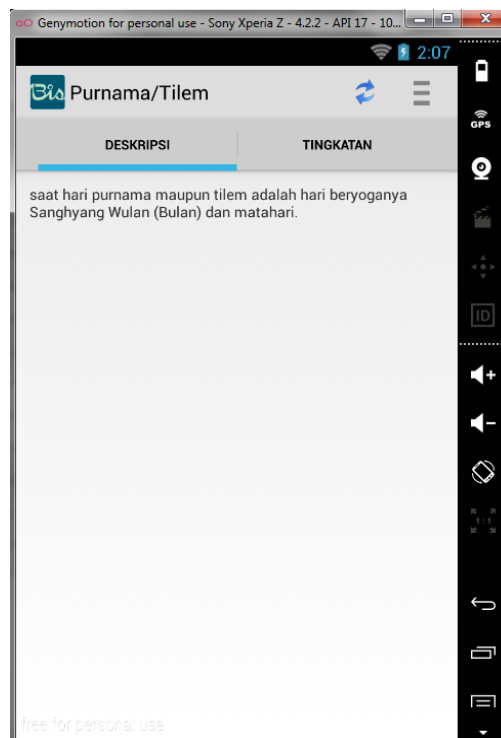 Genymotion for personal use - Sony Xperia Z - 4.2.2 - API 17 - 10...
2:07
Bis Purnama/Tilem
DESKRIPSI TINGKATAN
saat hari purnama maupun tilem adalah hari beryoganya
Sanghyang Wulan (Bulan) dan matahari.
GPS
ID
1:1
free for personal use